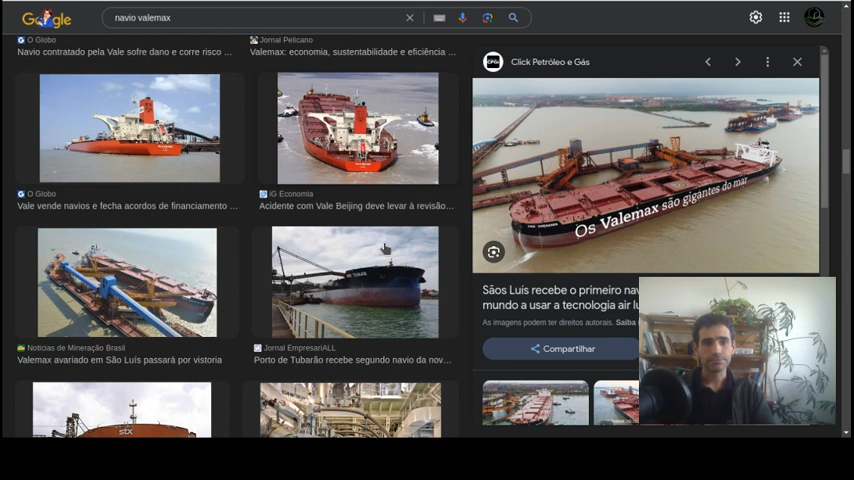 Google
navio valemax
O Globo
Navio contratado pela Vale sofre dano e corre risco ...
Jornal Pelicano
Valemax: economia, sustentabilidade e eficiência ...
O Globo
Vale vende navios e fecha acordos de financiamento ...
IG Economia
Acidente com Vale Beijing deve levar à revisão...
Notícias de Mineração Brasil
Valemax avariado em São Luís passará por vistoria
Jornal EmpresariALL
Porto de Tubarão recebe segundo navio da nov...
stx
CPG
Click Petróleo e Gás
Os Valemax são gigantes do mar
Sãos Luis recebe o primeiro nav
mundo a usar a tecnologia air lu
As imagens podem ter direitos autorais. Saiba
Compartilhar